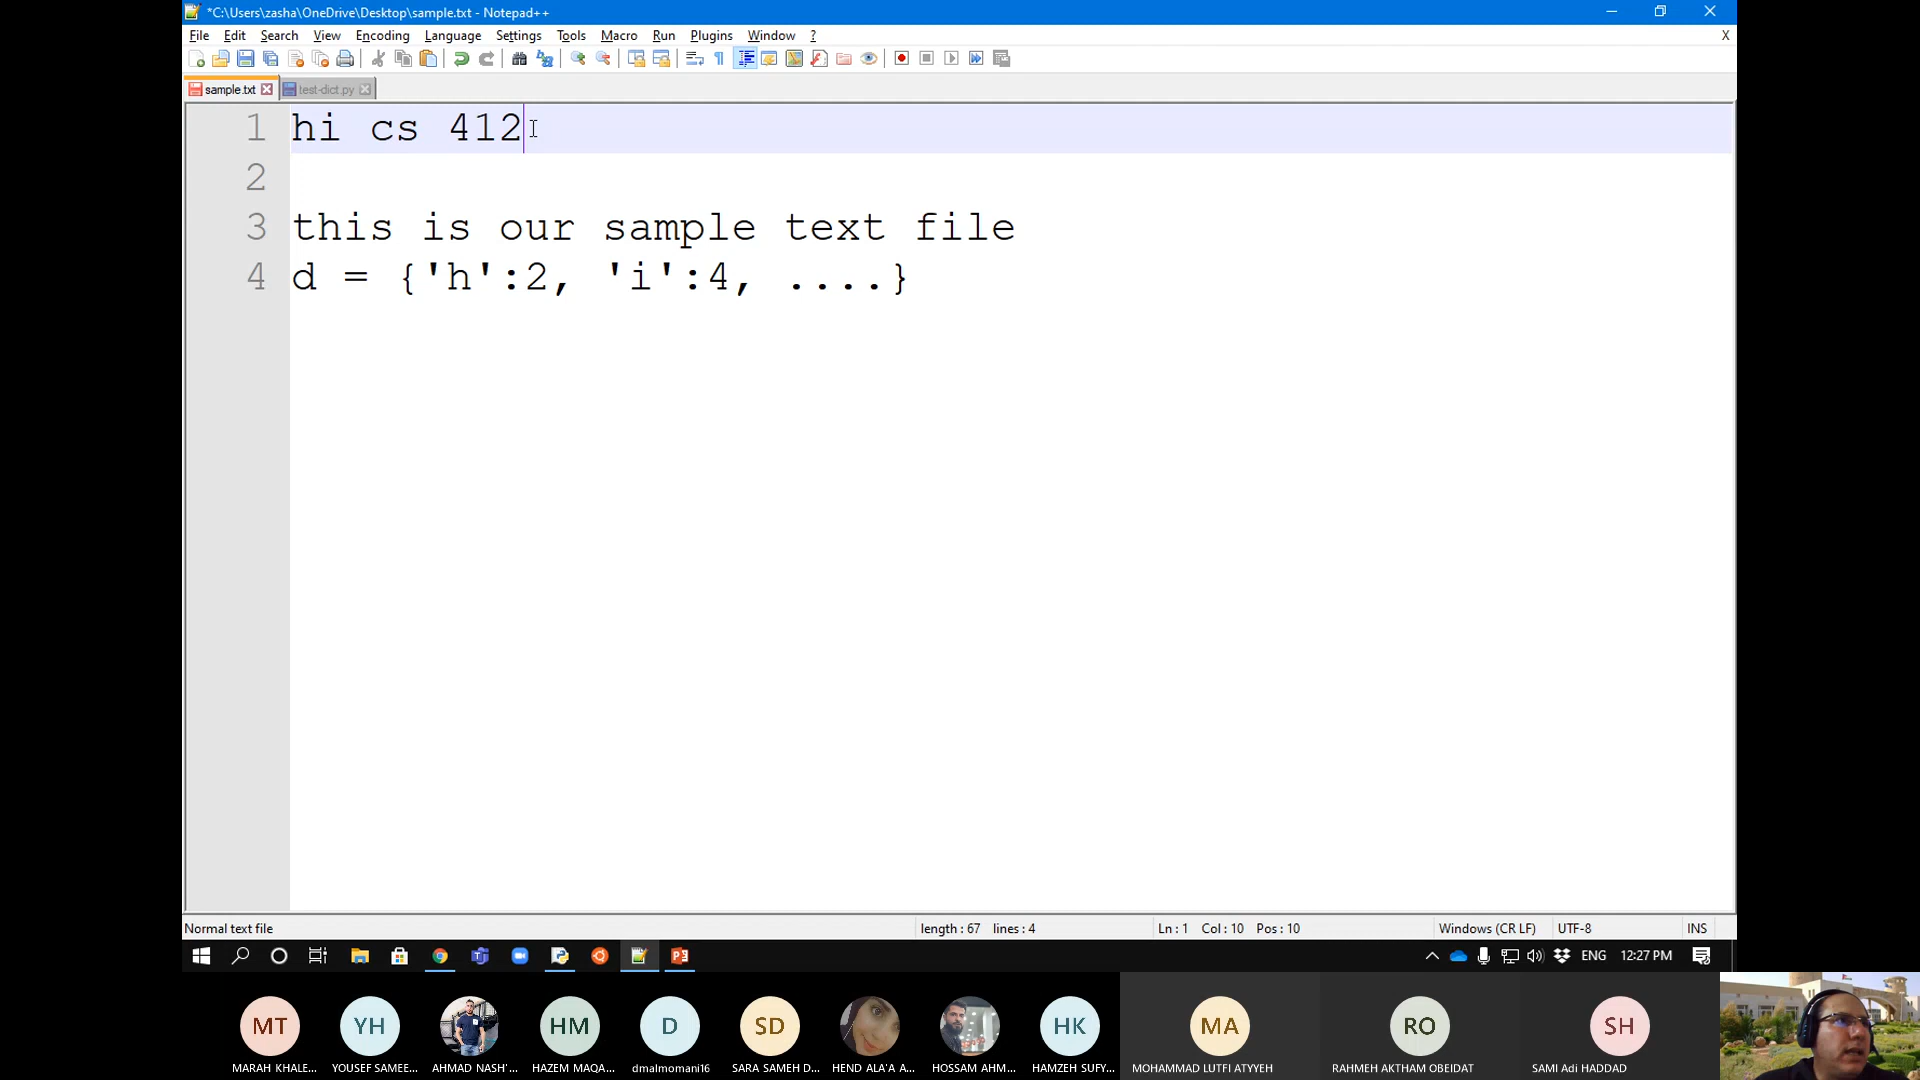 *C:\Users\zasha\OneDrive\Desktop\sample.txt - Notepad++
File Edit Search View Encoding Language Settings Tools Macro Run Plugins Window ? X
sample.txt test-dict.py
1 hi cs 412
2
3 this is our sample text file
4 d = {'h':2, 'i':4, ....}
Normal text file length : 67 lines : 4 Ln : 1 Col : 10 Pos : 10 Windows (CR LF) UTF-8 INS
ENG 12:27 PM
MT YH HM D SD HK MA RO SH
MARAH KHALE... YOUSEF SAMEE... AHMAD NASH'... HAZEM MAQA... dmalmomani16 SARA SAMEH D... HEND ALA'A A... HOSSAM AHM... HAMZEH SUFY... MOHAMMAD LUTFI ATYYEH RAHMEH AKTHAM OBEIDAT SAMI Adi HADDAD